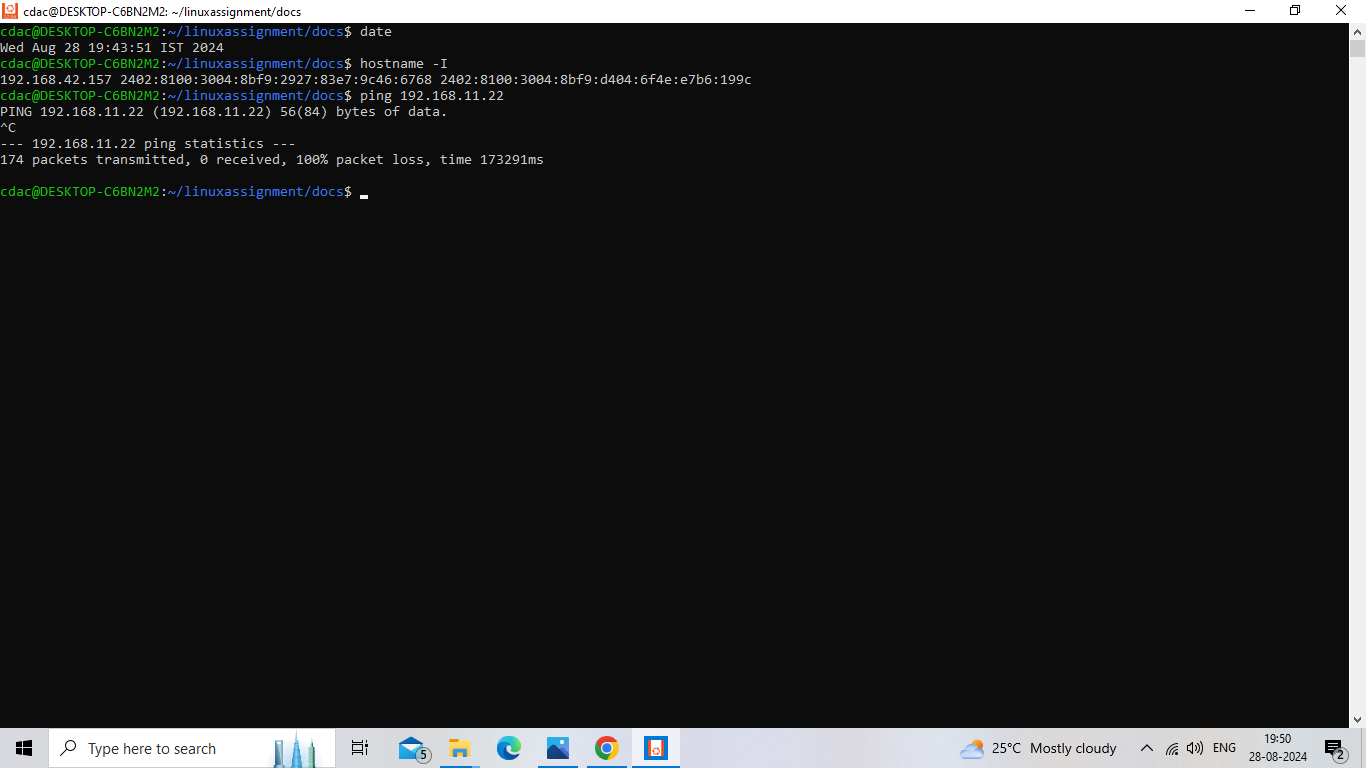 cdac@DESKTOP-C6BN2M2: ~/linuxassignment/docs
cdac@DESKTOP-C6BN2M2:~/linuxassignment/docs$ date
Wed Aug 28 19:43:51 IST 2024
cdac@DESKTOP-C6BN2M2:~/linuxassignment/docs$ hostname -I
192.168.42.157 2402:8100:3004:8bf9:2927:83e7:9c46:6768 2402:8100:3004:8bf9:d404:6f4e:e7b6:199c
cdac@DESKTOP-C6BN2M2:~/linuxassignment/docs$ ping 192.168.11.22
PING 192.168.11.22 (192.168.11.22) 56(84) bytes of data.
^C
--- 192.168.11.22 ping statistics ---
174 packets transmitted, 0 received, 100% packet loss, time 173291ms
cdac@DESKTOP-C6BN2M2:~/linuxassignment/docs$
Type here to search
5
25°C Mostly cloudy
ENG
19:50
28-08-2024
2